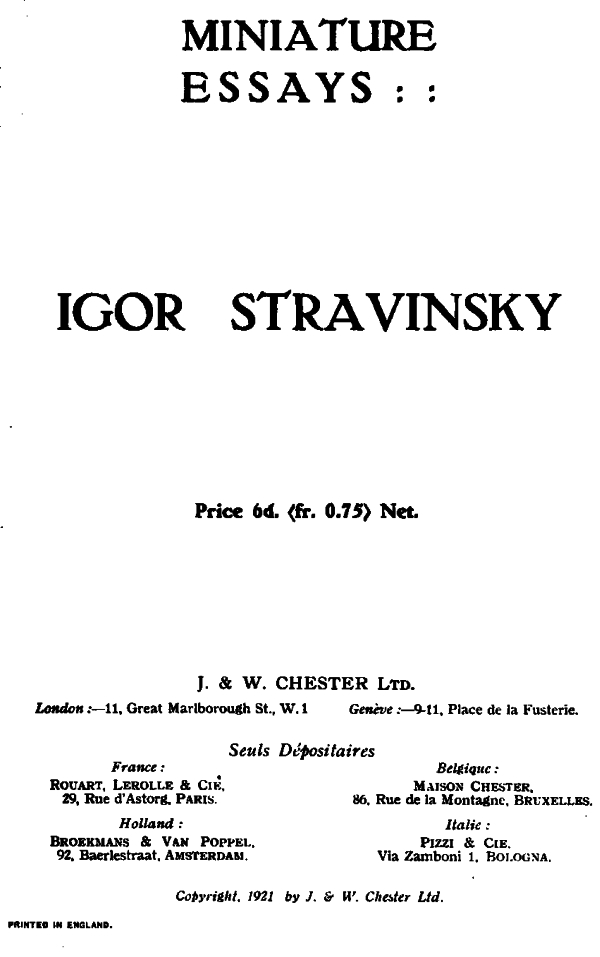 MINIATURE
ESSAYS : :
IGOR STRAVINSKY
Price 6d. (fr. 0.75) Net.
J. & W. CHESTER LTD.
London :—11, Great Marlborough St., W.1 Genève :—9-11, Place de la Fusterie.
Seuls Dépositaires
France :
ROUART, LEROLLE & CIE,
29, Rue d'Astorg, PARIS.
Belgique :
MAISON CHESTER,
86, Rue de la Montagne, BRUXELLES.
Holland :
BROEKMANS & VAN POPPEL,
92, Baerlestraat, AMSTERDAM.
Italie :
PIZZI & CIE.
Via Zamboni 1, BOLOGNA.
Copyright, 1921 by J. & W. Chester Ltd.
PRINTED IN ENGLAND.